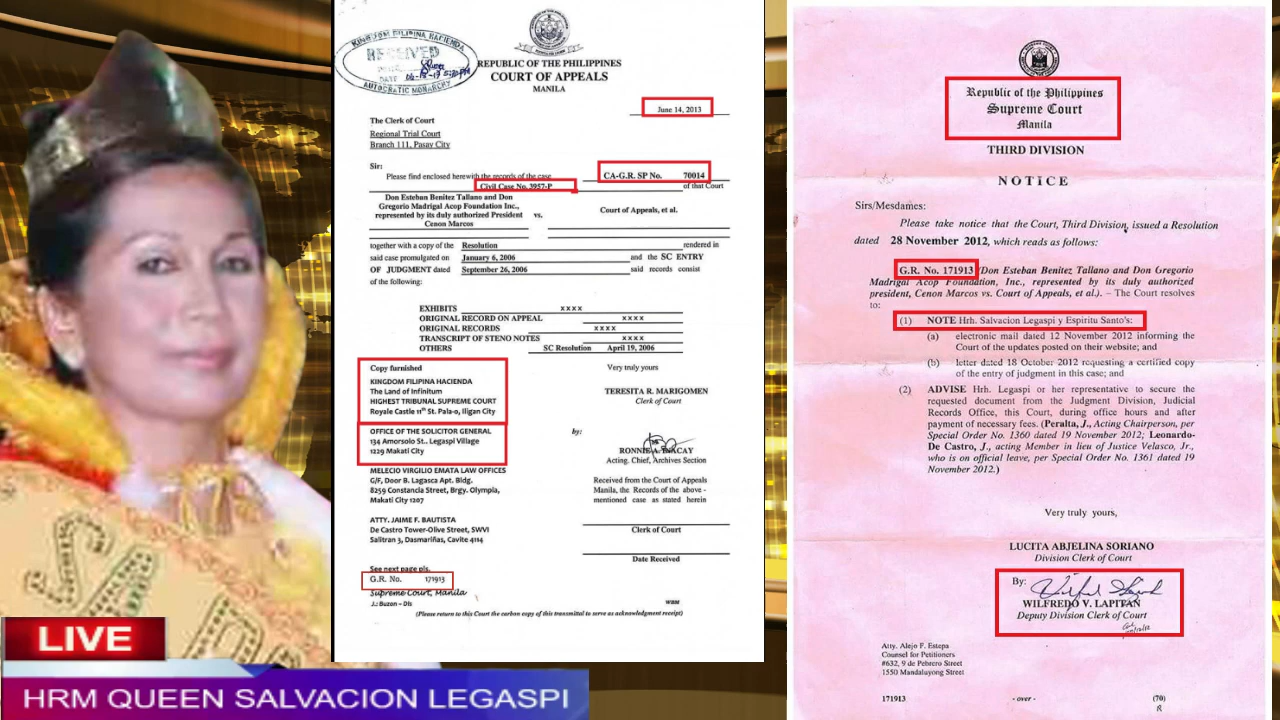 LIVE
HRM QUEEN SALVACION LEGASPI
KINGDOM FILIPINA HACIENDA
RECEIVED
DATE
AUTOCRATIC MONARCHY
REPUBLIC OF THE PHILIPPINES
COURT OF APPEALS
MANILA
June 14, 2013
The Clerk of Court
Regional Trial Court
Branch 111, Pasay City
Sir:
Please find enclosed herewith the records of the case CA-G.R. SP No. 70014
Civil Case No. 3957-P of that Court
Don Esteban Benitez Tallano and Don
Gregorio Madrigal Acop Foundation Inc.,
represented by its duly authorized President vs. Court of Appeals, et al.
Cenon Marcos
together with a copy of the Resolution rendered in
said case promulgated on January 6, 2006 and the SC ENTRY
OF JUDGMENT dated September 26, 2006 said records consist
of the following:
EXHIBITS xxxx
ORIGINAL RECORD ON APPEAL xxxx
ORIGINAL RECORDS xxxx
TRANSCRIPT OF STENO NOTES xxxx
OTHERS SC Resolution April 19, 2006
Copy furnished
KINGDOM FILIPINA HACIENDA
The Land of Infinitum
HIGHEST TRIBUNAL SUPREME COURT
Royale Castle 11th St. Pala-o, Iligan City
OFFICE OF THE SOLICITOR GENERAL
134 Amorsolo St.. Legaspi Village
1229 Makati City
MELECIO VIRGILIO EMATA LAW OFFICES
G/F, Door B. Lagasca Apt. Bldg.
8259 Constancia Street, Brgy. Olympia,
Makati City 1207
ATTY. JAIME F. BAUTISTA
De Castro Tower-Olive Street, SWVI
Salitran 3, Dasmariñas, Cavite 4114
See next page pls.
G.R. No. 171913
Supreme Court, Manila
J.: Buzon – Dls
Very truly yours
TERESITA R. MARIGOMEN
Clerk of Court
by:
RONNIE A. INACAY
Acting. Chief, Archives Section
Received from the Court of Appeals
Manila, the Records of the above -
mentioned case as stated herein
Clerk of Court
Date Received
WBM
(Please return to this Court the carbon copy of this transmittal to serve as acknowledgment receipt)
Republic of the Philippines
Supreme Court
Manila
THIRD DIVISION
NOTICE
Sirs/Mesdames:
Please take notice that the Court, Third Division, issued a Resolution
dated 28 November 2012, which reads as follows:
G.R. No. 171913 (Don Esteban Benitez Tallano and Don Gregorio
Madrigal Acop Foundation, Inc., represented by its duly authorized
president, Cenon Marcos vs. Court of Appeals, et al.). – The Court resolves
to:
(1) NOTE Hrh. Salvacion Legaspi y Espiritu Santo's:
(a) electronic mail dated 12 November 2012 informing
the Court of the updates posted on their website; and
(b) letter dated 18 October 2012 requesting a certified copy
of the entry of judgment in this case; and
(2) ADVISE Hrh. Legaspi or her representative to secure the
requested document from the Judgment Division, Judicial
Records Office, this Court, during office hours and after
payment of necessary fees. (Peralta, J., Acting Chairperson, per
Special Order No. 1360 dated 19 November 2012; Leonardo-
De Castro, J., acting Member in lieu of Justice Velasco, Jr.
who is on official leave, per Special Order No. 1361 dated 19
November 2012.)
Very truly yours,
LUCITA ABJELINA SORIANO
Division Clerk of Court
By:
WILFREDO V. LAPITAN
Deputy Division Clerk of Court
Atty. Alejo F. Estepa
Counsel for Petitioners
#632, 9 de Pebrero Street
1550 Mandaluyong Street
171913 - over - (70)